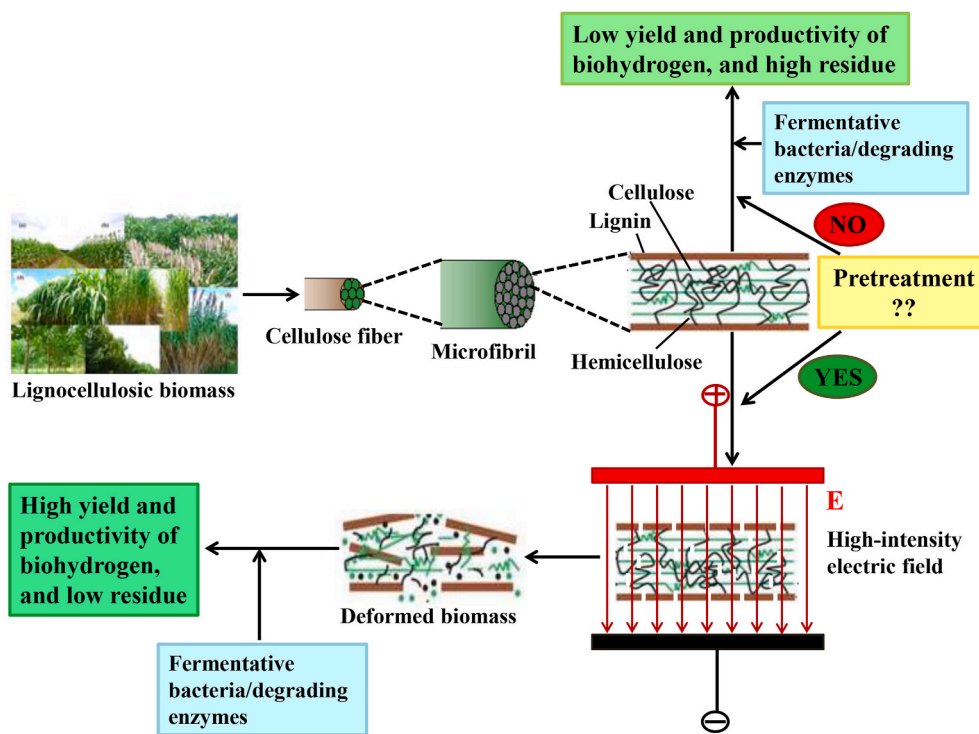 Low yield and productivity of
biohydrogen, and high residue
Fermentative
bacteria/degrading
enzymes
Cellulose
Lignin
NO
Pretreatment
??
Cellulose fiber
Microfibril
Hemicellulose
YES
Lignocellulosic biomass
E
High-intensity
electric field
High yield and
productivity of
biohydrogen,
and low residue
Deformed biomass
Fermentative
bacteria/degrading
enzymes